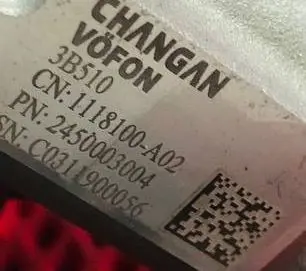 CHANGAN
VÖFON
3B510
CN: 1118100-A02
PN: 2450003004
SN: C0311900056